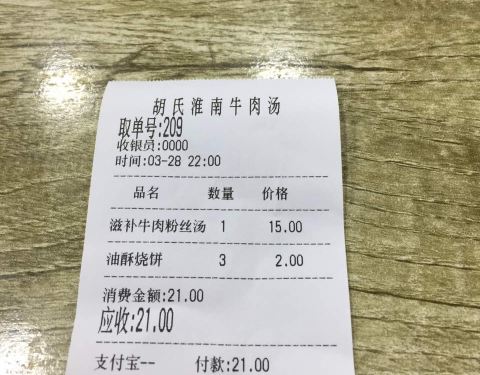 胡氏淮南牛肉汤
取单号:209
收银员:0000
时间:03-28 22:00
品名 数量 价格
滋补牛肉粉丝汤 1 15.00
油酥烧饼 3 2.00
消费金额:21.00
应收:21.00
支付宝-- 付款:21.00